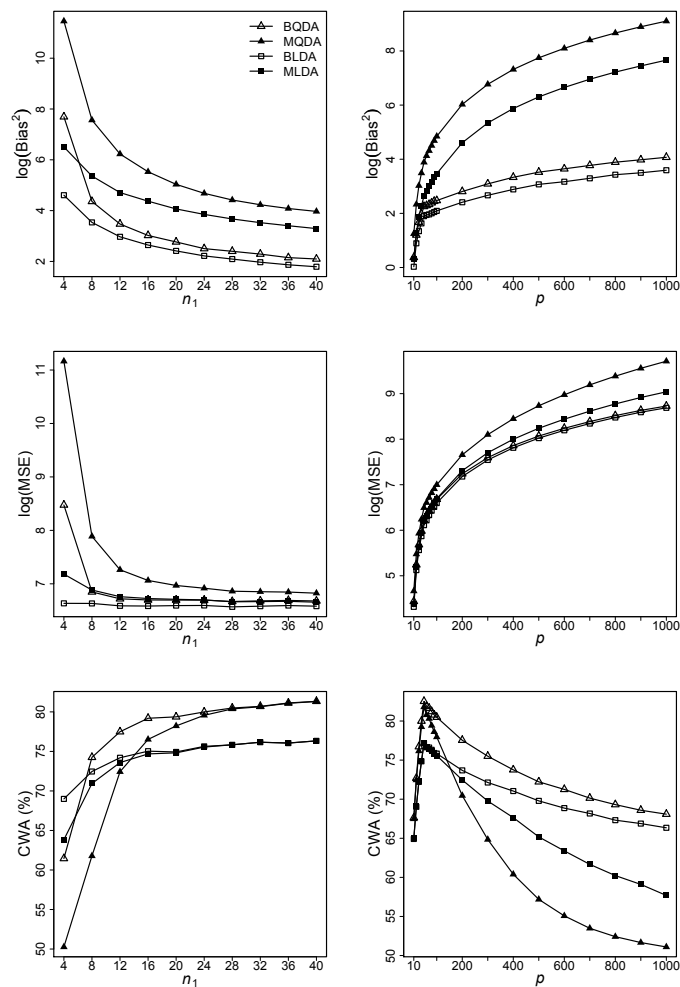 BQDA
MQDA
BLDA
MLDA
log(Bias²)
2 4 6 8 10
4 8 12 16 20 24 28 32 36 40
n₁
log(Bias²)
0 2 4 6 8
10 200 400 600 800 1000
p
log(MSE)
7 8 9 10 11
4 8 12 16 20 24 28 32 36 40
n₁
log(MSE)
5 6 7 8 9
10 200 400 600 800 1000
p
CWA (%)
50 55 60 65 70 75 80
4 8 12 16 20 24 28 32 36 40
n₁
CWA (%)
50 55 60 65 70 75 80
10 200 400 600 800 1000
p